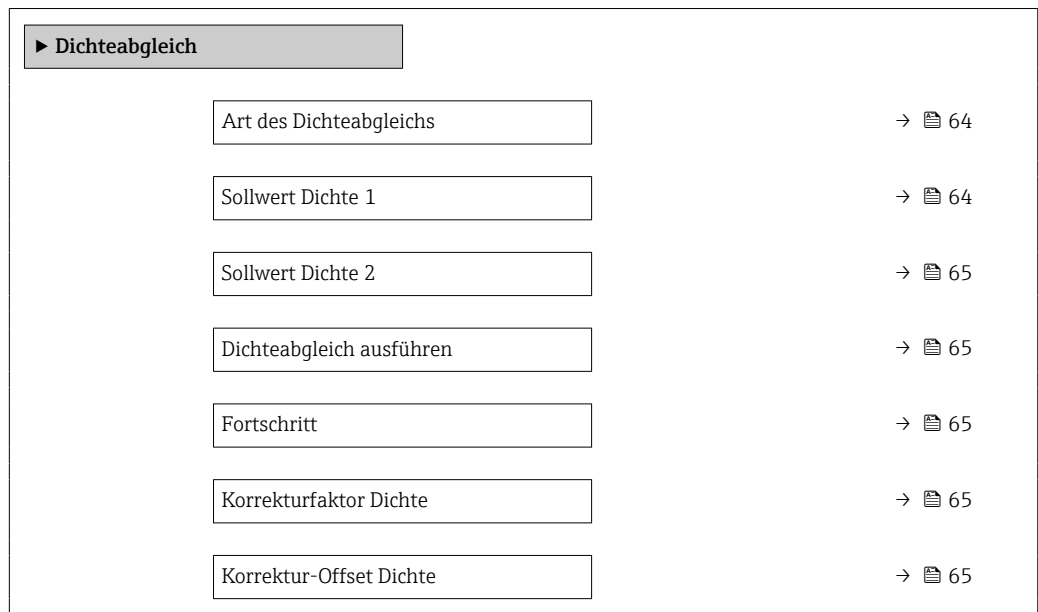 ► Dichteabgleich
Art des Dichteabgleichs → 64
Sollwert Dichte 1 → 64
Sollwert Dichte 2 → 65
Dichteabgleich ausführen → 65
Fortschritt → 65
Korrekturfaktor Dichte → 65
Korrektur-Offset Dichte → 65